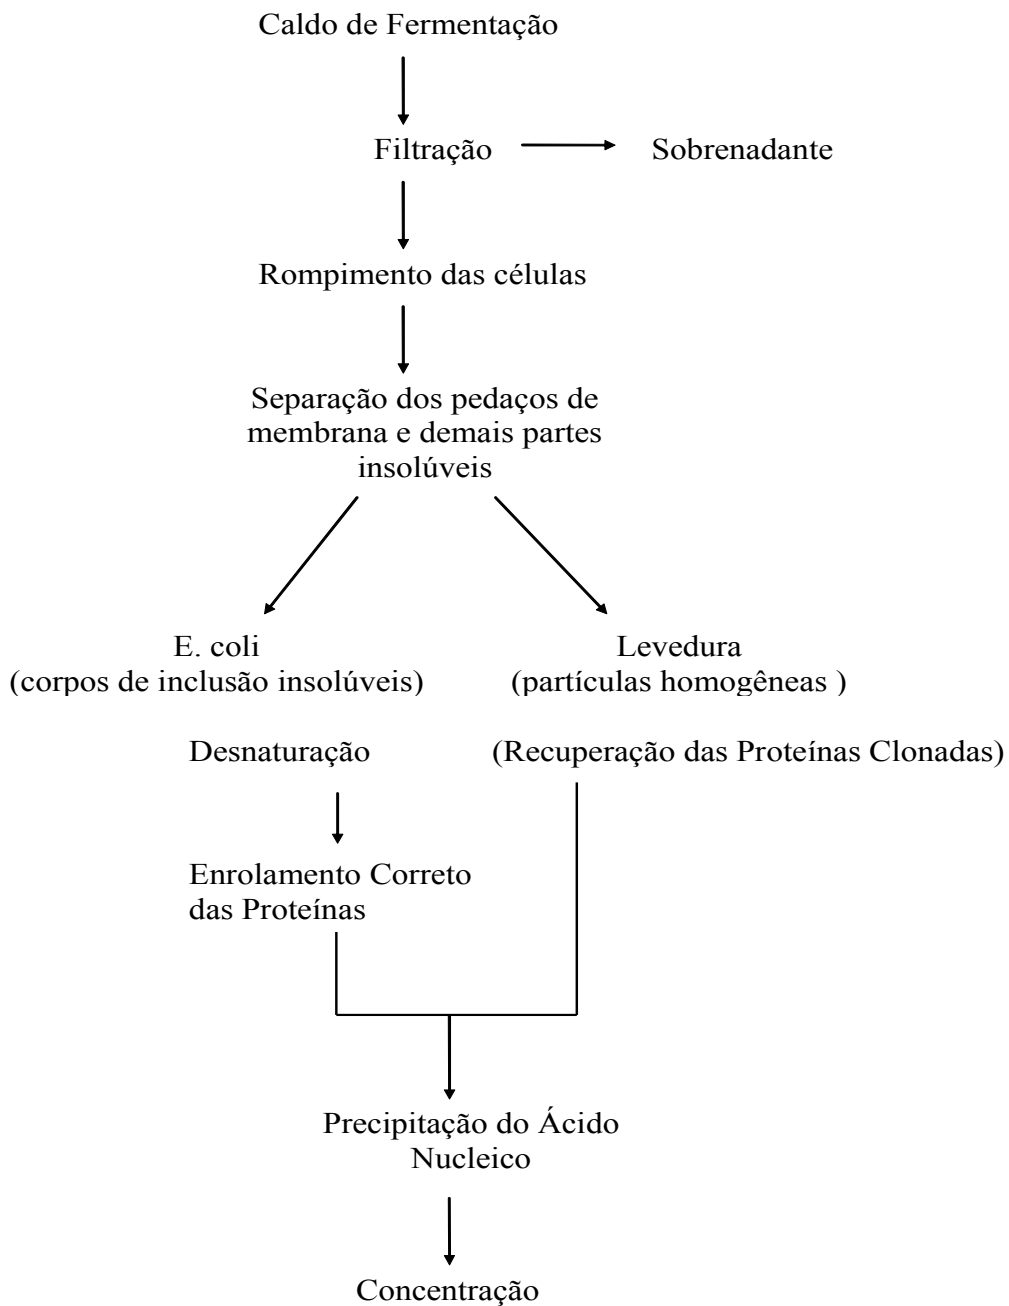 Caldo de Fermentação
Filtração
Sobrenadante
Rompimento das células
Separação dos pedaços de
membrana e demais partes
insolúveis
E. coli
(corpos de inclusão insolúveis)
Levedura
(partículas homogêneas )
Desnaturação
(Recuperação das Proteínas Clonadas)
Enrolamento Correto
das Proteínas
Precipitação do Ácido
Nucleico
Concentração